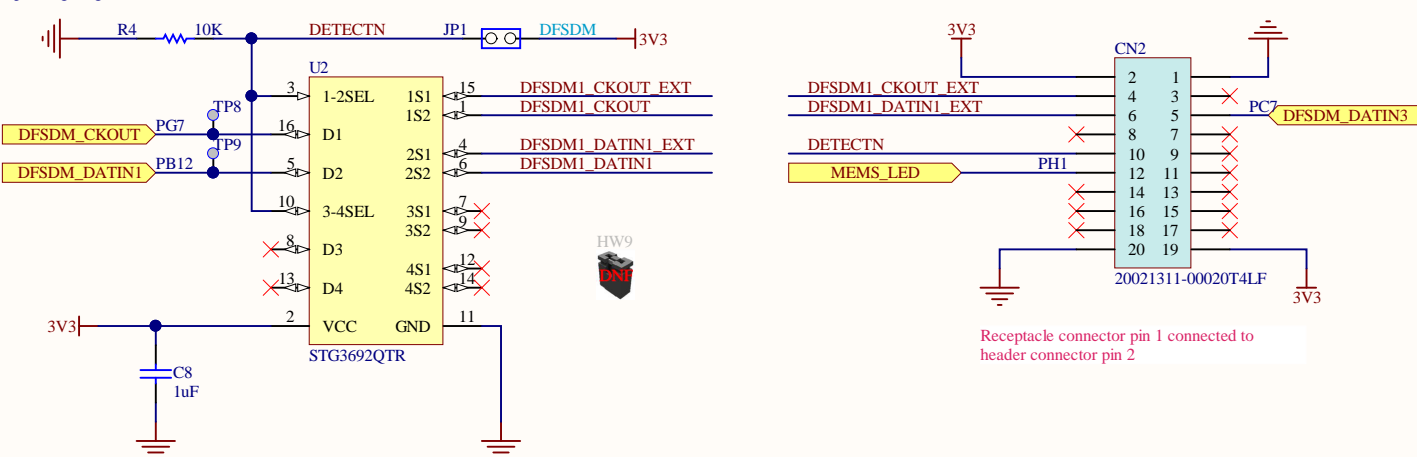 R4 10K DETECTN JP1 DFSDM 3V3
U2
3 1-2SEL 1S1 15 DFSDM1_CKOUT_EXT
1S2 1 DFSDM1_CKOUT
TP8
DFSDM_CKOUT PG7 16 D1
TP9
2S1 4 DFSDM1_DATIN1_EXT
DFSDM_DATIN1 PB12 5 D2 2S2 6 DFSDM1_DATIN1
10 3-4SEL 3S1 7
3S2 9
8 D3
4S1 12
13 D4 4S2 14
3V3 2 VCC GND 11
STG3692QTR
C8
1uF
HW9
DNF
3V3
CN2
2 1
DFSDM1_CKOUT_EXT 4 3
DFSDM1_DATIN1_EXT 6 5 PC7 DFSDM_DATIN3
8 7
DETECTN 10 9
MEMS_LED PH1 12 11
14 13
16 15
18 17
20 19
20021311-00020T4LF
3V3
Receptacle connector pin 1 connected to
header connector pin 2